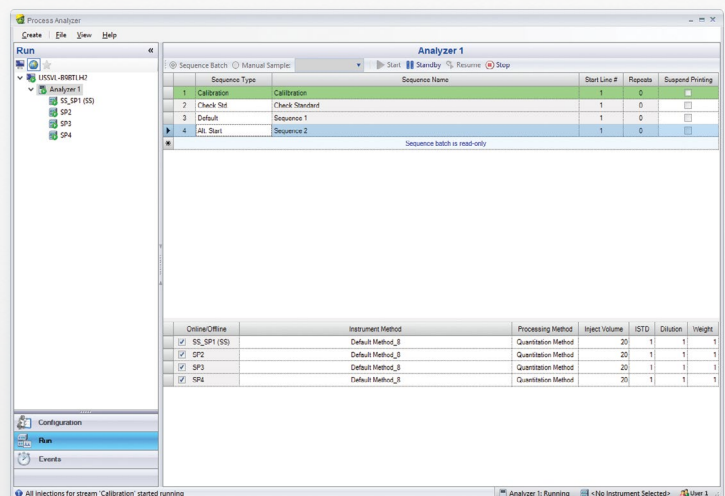 Process Analyzer
Create File View Help
Run «
Analyzer 1
Sequence Batch Manual Sample: Start Standby Resume Stop
USSVL-B9BTLH2
Analyzer 1
SS_SP1 (SS)
SP2
SP3
SP4
Sequence Type Sequence Name Start Line # Repeats Suspend Printing
1 Calibration Calilbration 1 0
2 Check Std Check Standard 1 0
3 Default Sequence 1 1 0
4 Alt. Start Sequence 2 1 0
Sequence batch is read-only
Online/Offline Instrument Method Processing Method Inject Volume ISTD Dilution Weight
SS_SP1 (SS) Default Method_8 Quantitation Method 20 1 1 1
SP2 Default Method_8 Quantitation Method 20 1 1 1
SP3 Default Method_8 Quantitation Method 20 1 1 1
SP4 Default Method_8 Quantitation Method 20 1 1 1
Configuration
Run
Events
All injections for stream 'Calibration' started running
Analyzer 1: Running <No Instrument Selected> User 1